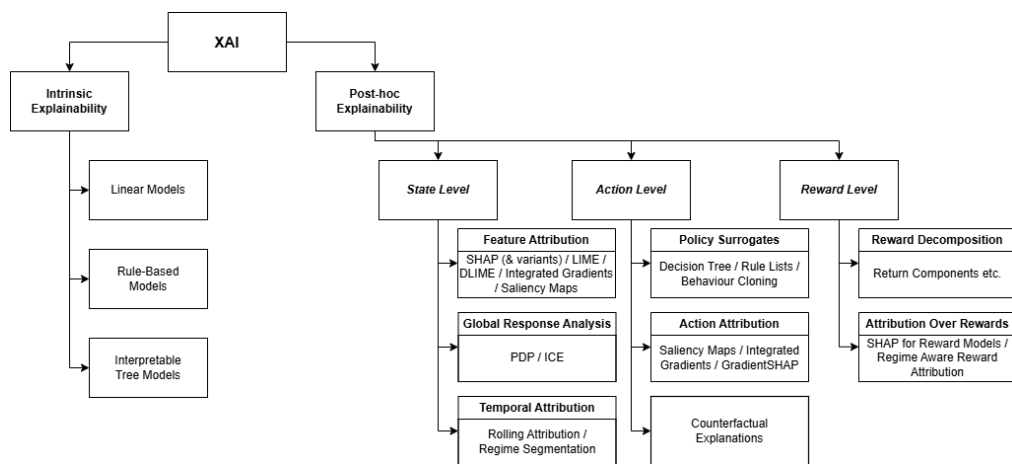 XAI
Intrinsic
Explainability
Post-hoc
Explainability
Linear Models
Rule-Based
Models
Interpretable
Tree Models
State Level
Action Level
Reward Level
Feature Attribution
SHAP (& variants) / LIME /
DLIME / Integrated Gradients
/ Saliency Maps
Global Response Analysis
PDP / ICE
Temporal Attribution
Rolling Attribution /
Regime Segmentation
Policy Surrogates
Decision Tree / Rule Lists /
Behaviour Cloning
Action Attribution
Saliency Maps / Integrated
Gradients / GradientSHAP
Counterfactual
Explanations
Reward Decomposition
Return Components etc.
Attribution Over Rewards
SHAP for Reward Models /
Regime Aware Reward
Attribution